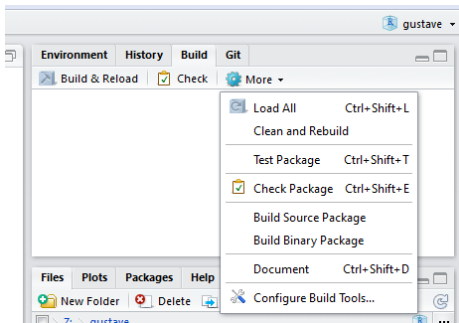 gustave
Environment History Build Git
Build & Reload Check More
Load All Ctrl+Shift+L
Clean and Rebuild
Test Package Ctrl+Shift+T
Check Package Ctrl+Shift+E
Build Source Package
Build Binary Package
Document Ctrl+Shift+D
Configure Build Tools...
Files Plots Packages Help
New Folder Delete
Z: gustave ...